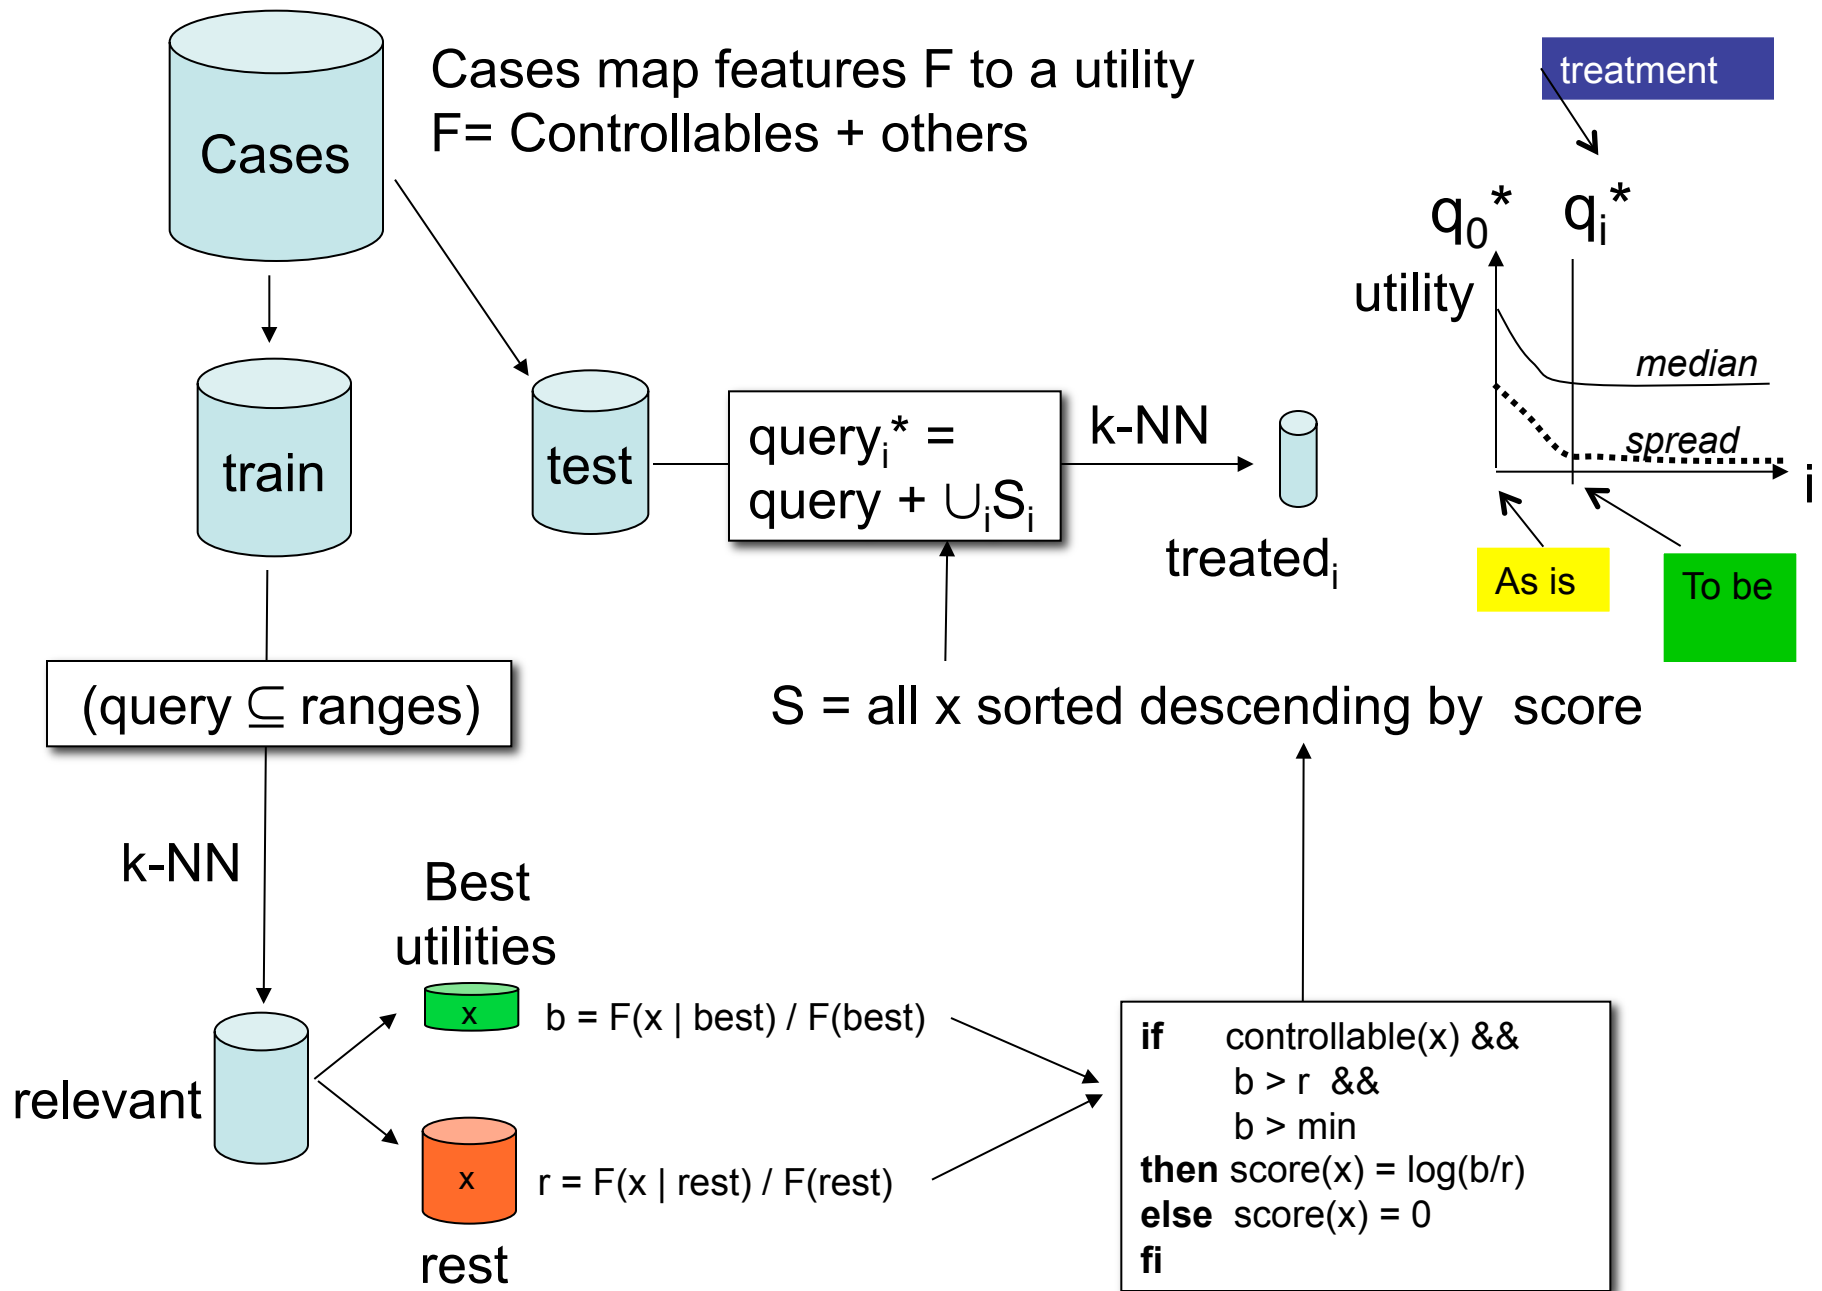 Cases
Cases map features F to a utility
F= Controllables + others
treatment
q₀* qᵢ*
utility
median
spread
i
As is
To be
train
test
queryᵢ* =
query + ∪ᵢSᵢ
k-NN
treatedᵢ
(query ⊆ ranges)
S = all x sorted descending by score
k-NN
Best
utilities
x
b = F(x | best) / F(best)
relevant
x
r = F(x | rest) / F(rest)
rest
if controllable(x) &&
b > r &&
b > min
then score(x) = log(b/r)
else score(x) = 0
fi